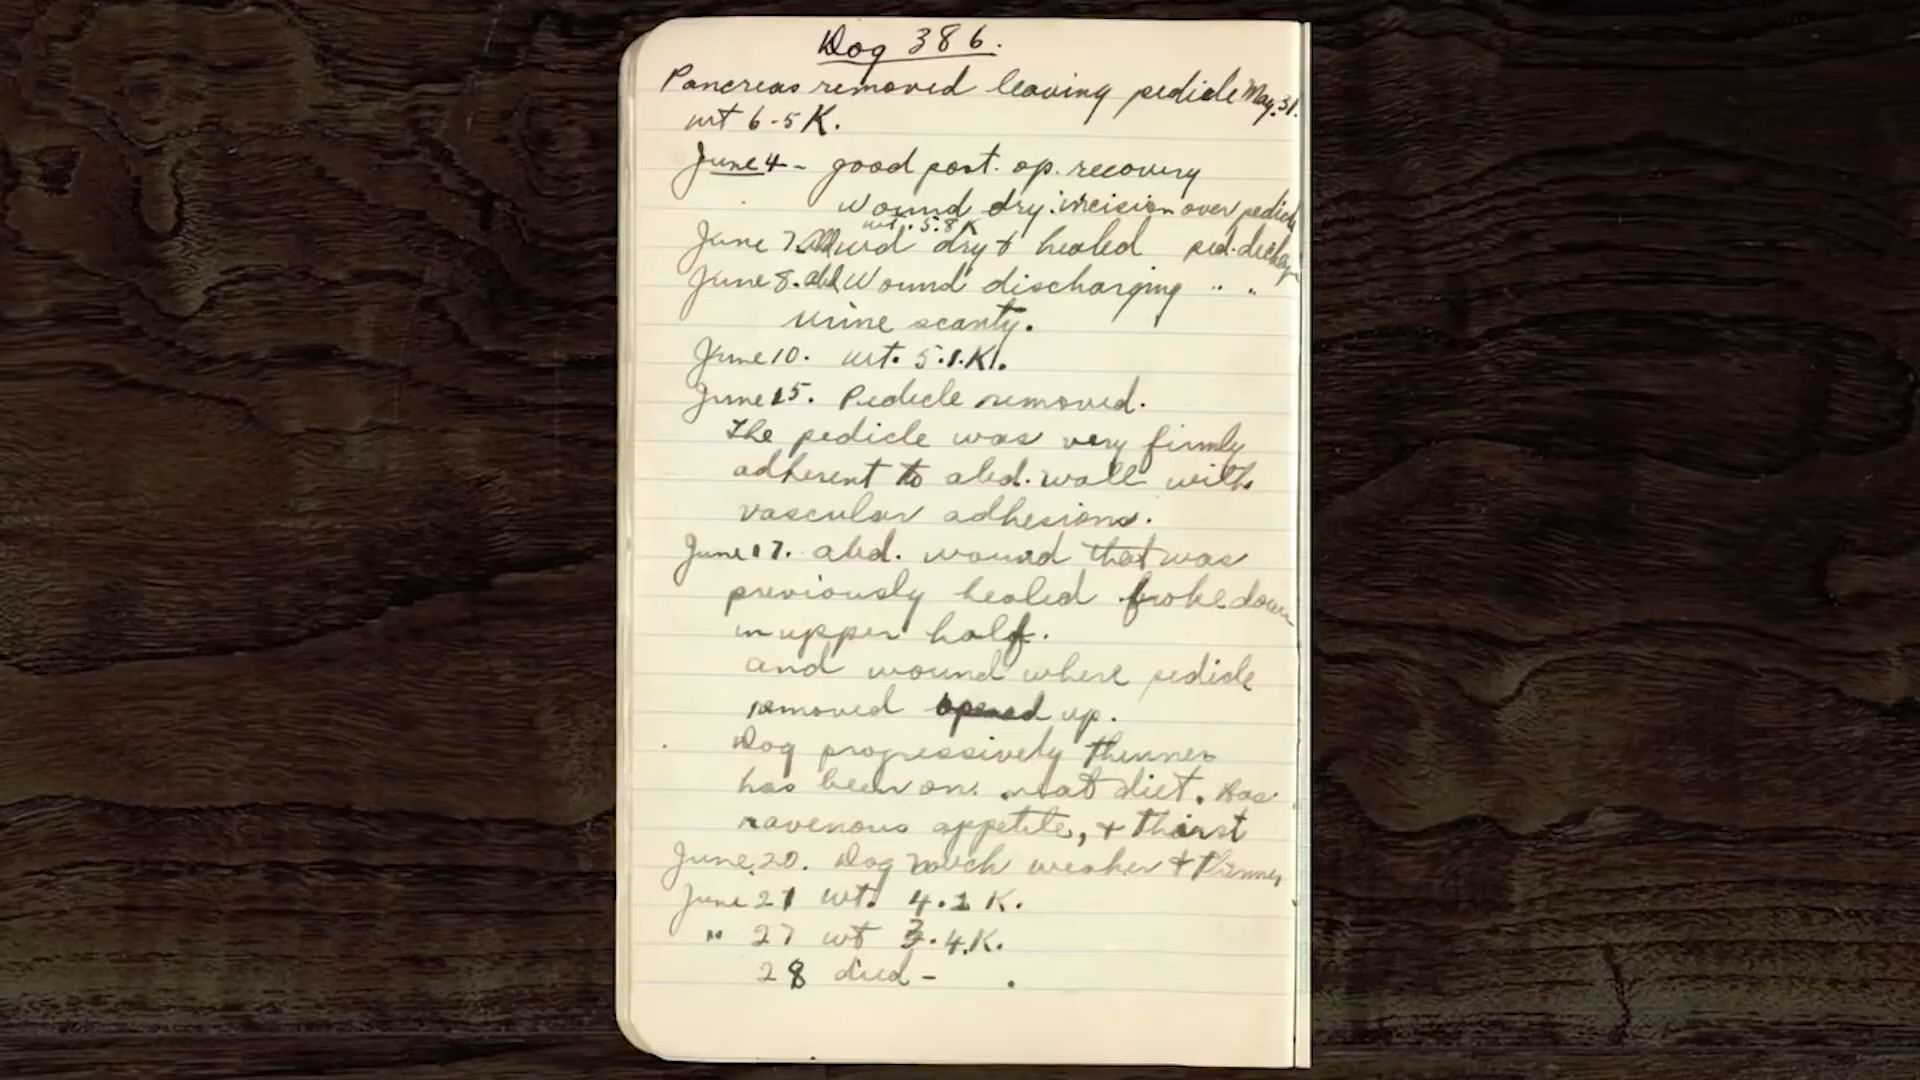 Dog 386.
Pancreas removed leaving pedicle May. 31.
wt 6.5 K.
June 4 - good post. op. recovery
wound dry. incision over pedicle
wt. 5.8 K
June 7. wd dry & healed ped.
June 8. abd Wound discharging " "
urine scanty.
June 10. wt. 5.1. K.
June 15. Pedicle removed.
The pedicle was very firmly
adherent to abd. wall with
vascular adhesions.
June 17. abd. wound that was
previously healed broke down
in upper half.
and wound where pedicle
removed opened up.
Dog progressively thinner
has been on meat diet. Has
ravenous appetite, & thirst
June 20. Dog much weaker & thinner
June 21 wt. 4.1 K.
" 27 wt 3.4. K.
28 died -